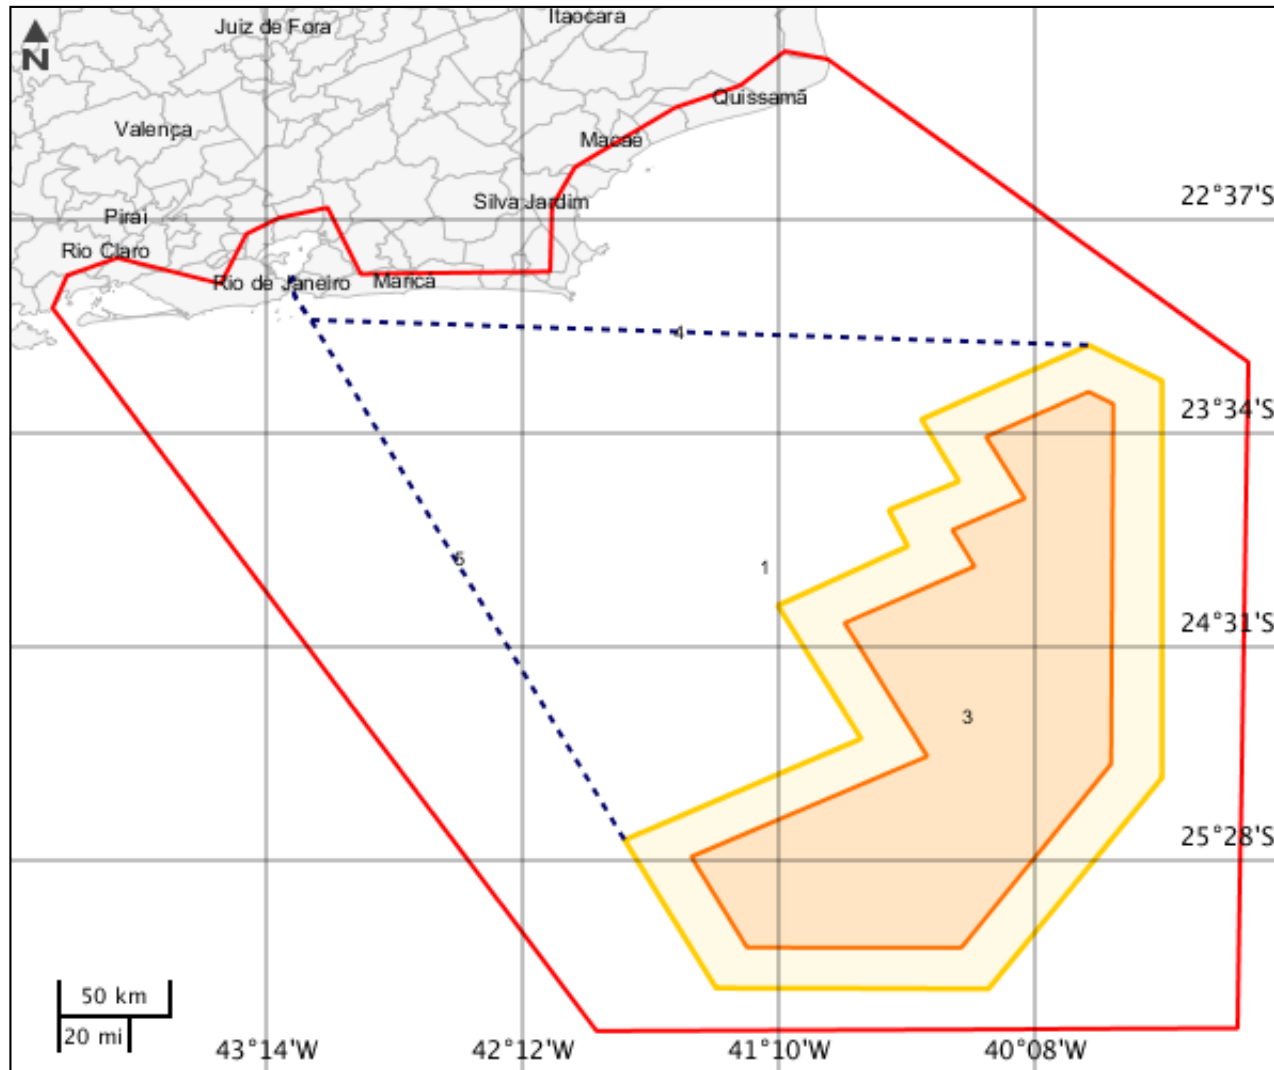 Itaocara
Juiz de Fora
N
Quissamã
Valença
Macaé
Silva Jardim
22°37'S
Piraí
Rio Claro
Rio de Janeiro
Maricá
4
23°34'S
5
1
24°31'S
3
25°28'S
50 km
20 mi
43°14'W
42°12'W
41°10'W
40°08'W